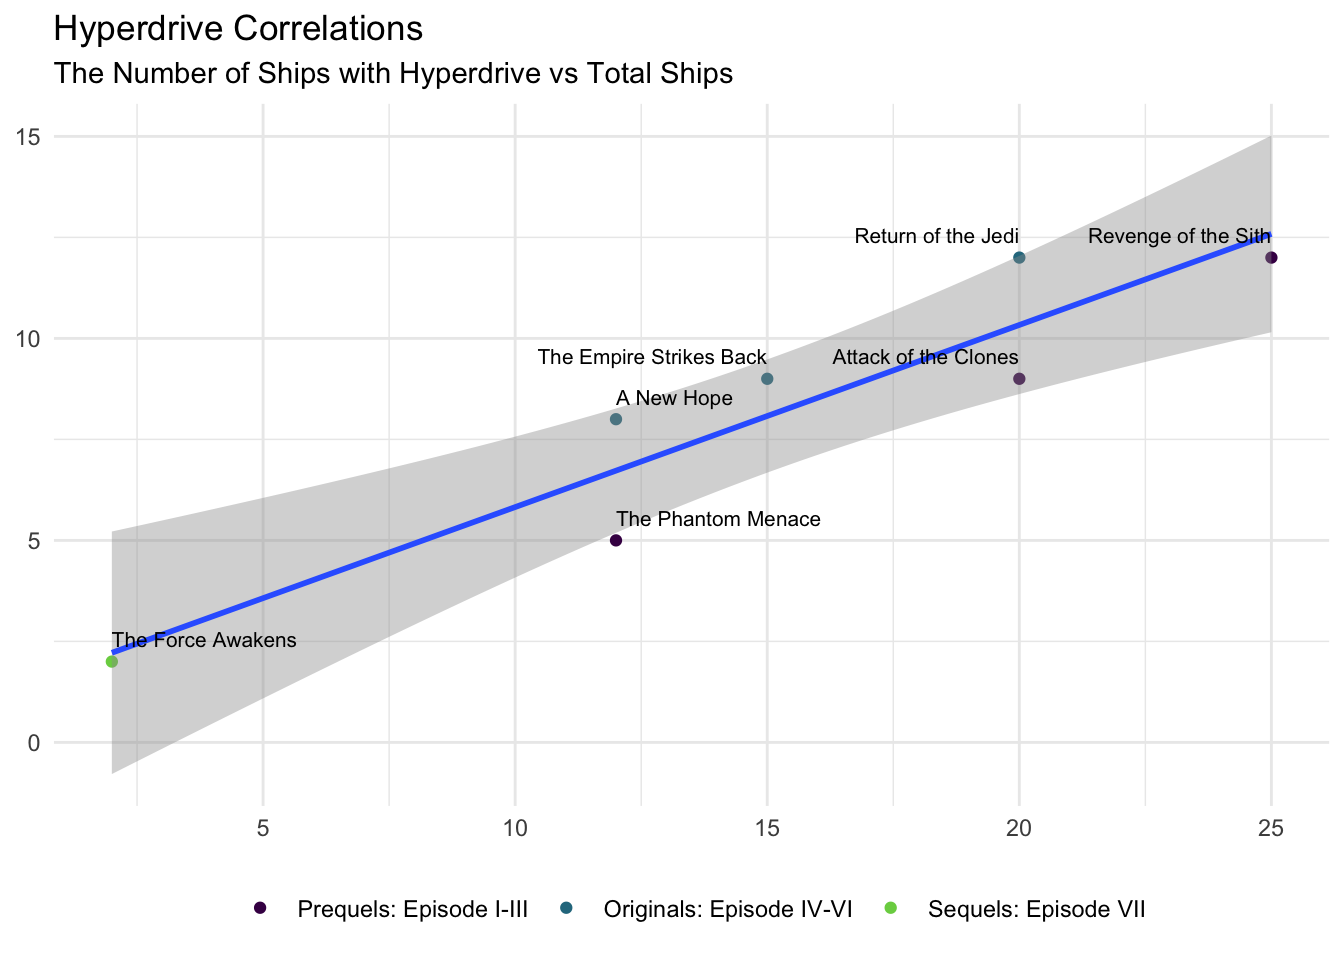 Hyperdrive Correlations
The Number of Ships with Hyperdrive vs Total Ships
15
Return of the Jedi
Revenge of the Sith
10
The Empire Strikes Back
Attack of the Clones
A New Hope
The Phantom Menace
5
The Force Awakens
0
5 10 15 20 25
Prequels: Episode I-III Originals: Episode IV-VI Sequels: Episode VII